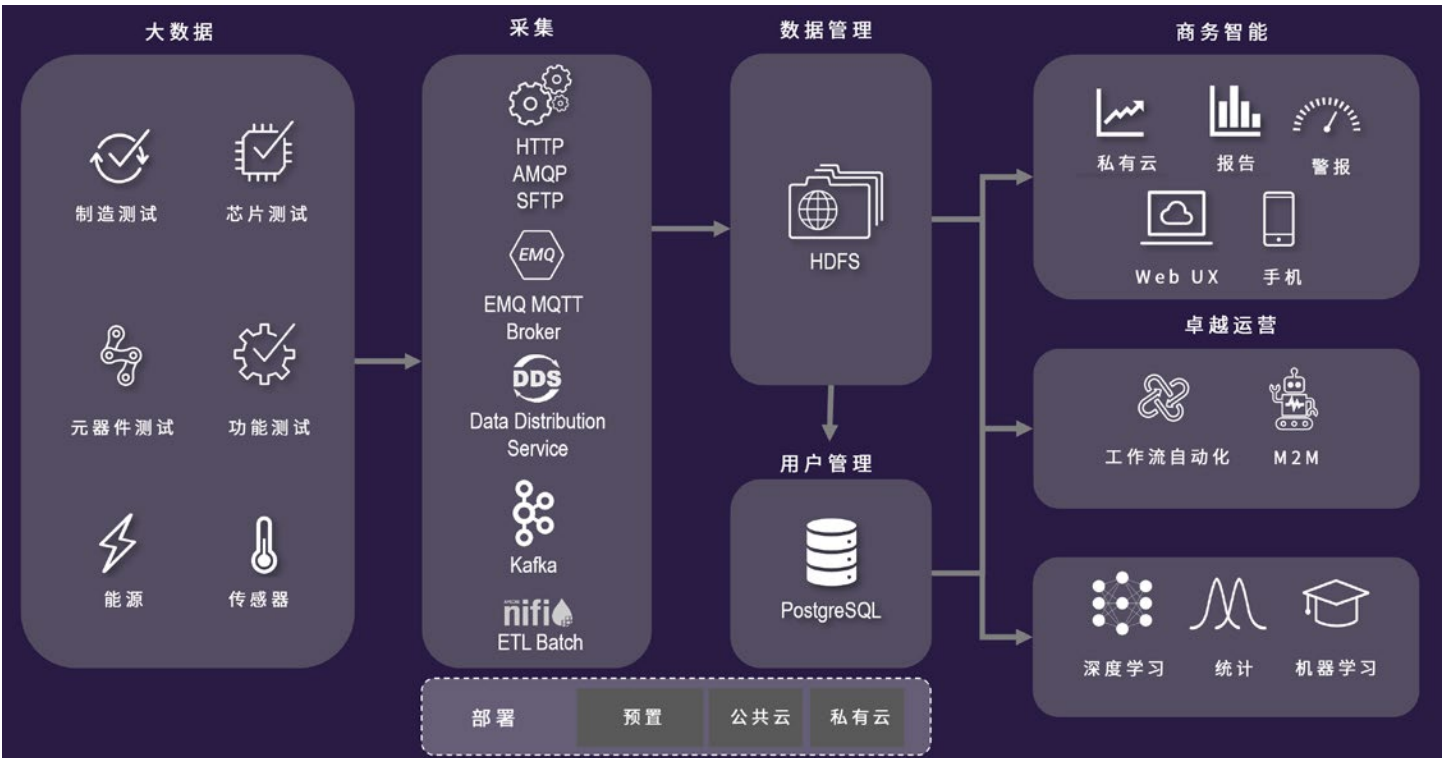 大数据
制造测试
芯片测试
元器件测试
功能测试
能源
传感器
采集
HTTP
AMQP
SFTP
EMQ
EMQ MQTT
Broker
DDS
Data Distribution
Service
Kafka
nifi
ETL Batch
数据管理
HDFS
用户管理
PostgreSQL
商务智能
私有云
报告
警报
Web UX
手机
卓越运营
工作流自动化
M2M
深度学习
统计
机器学习
部署
预置
公共云
私有云